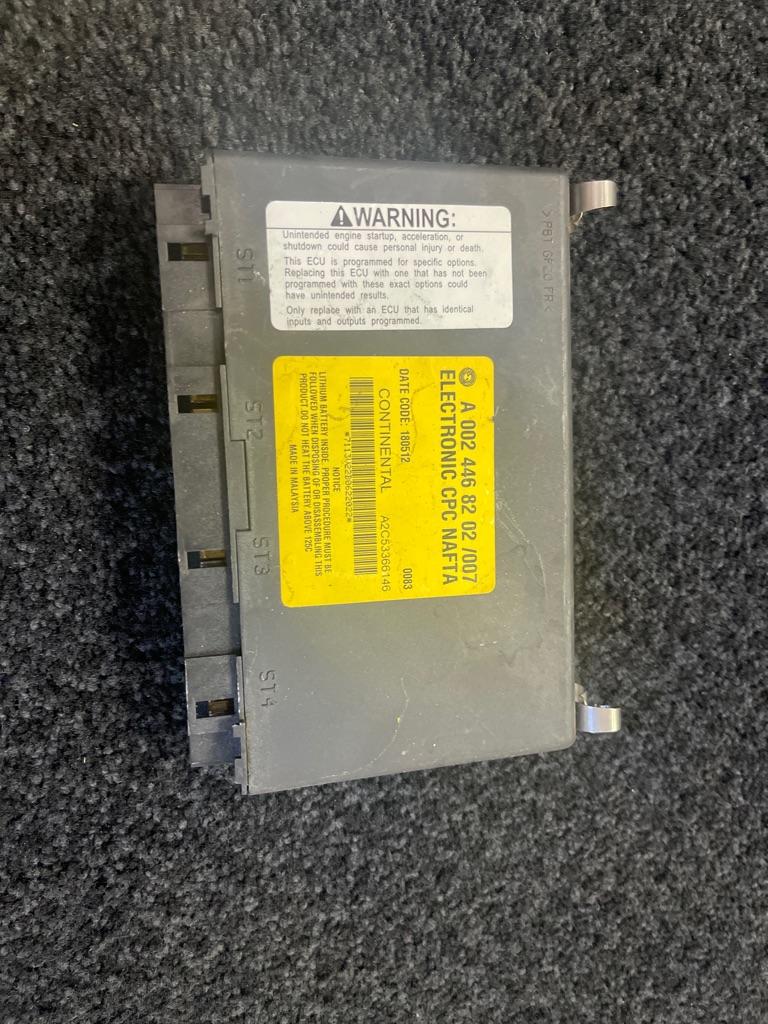 ⚠WARNING:
Unintended engine startup, acceleration, or
shutdown could cause personal injury or death.
This ECU is programmed for specific options.
Replacing this ECU with one that has not been
programmed with these exact options could
have unintended results.
Only replace with an ECU that has identical
inputs and outputs programmed.
A 002 446 82 02 /007
ELECTRONIC CPC NAFTA
DATE CODE: 180512 0083
CONTINENTAL A2C53366146
NOTICE
LITHIUM BATTERY INSIDE. PROPER PROCEDURE MUST BE
FOLLOWED WHEN DISPOSING OF OR DISASSEMBLING THIS
PRODUCT DO NOT HEAT THE BATTERY ABOVE 125C
MADE IN MALAYSIA
ST1
ST2
ST3
ST4